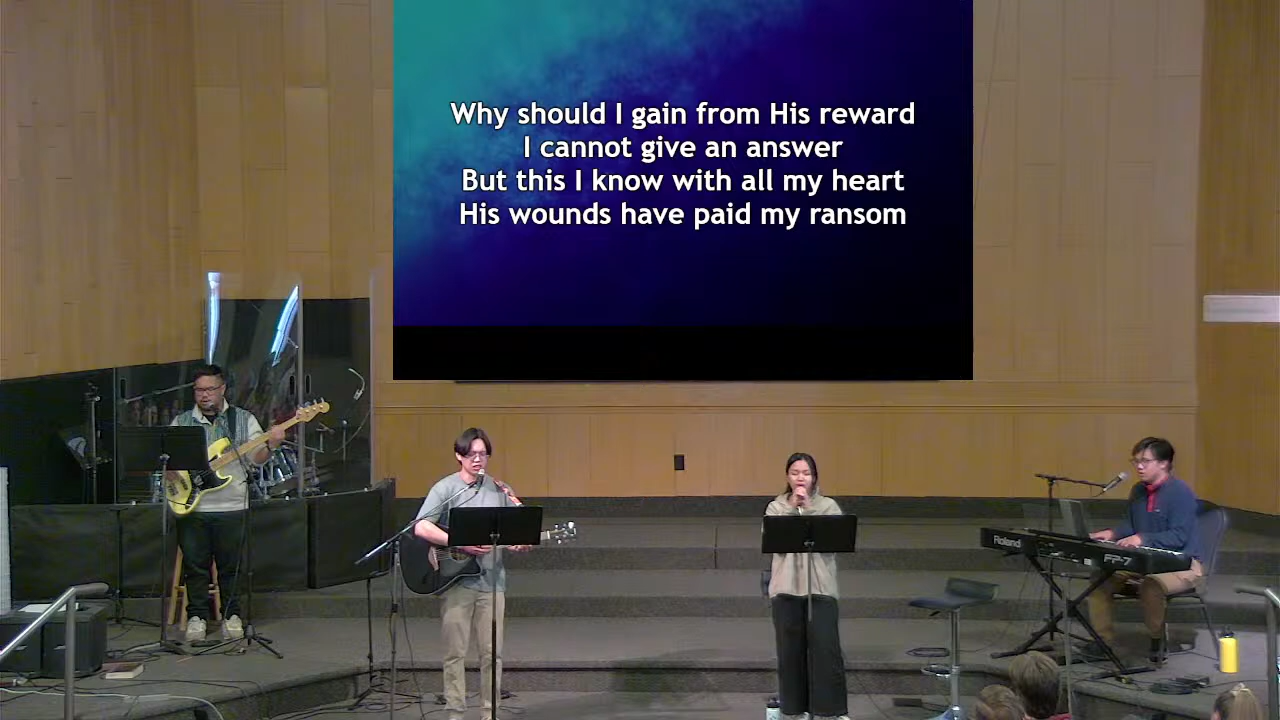 Why should I gain from His reward
I cannot give an answer
But this I know with all my heart
His wounds have paid my ransom
Roland
FP-7